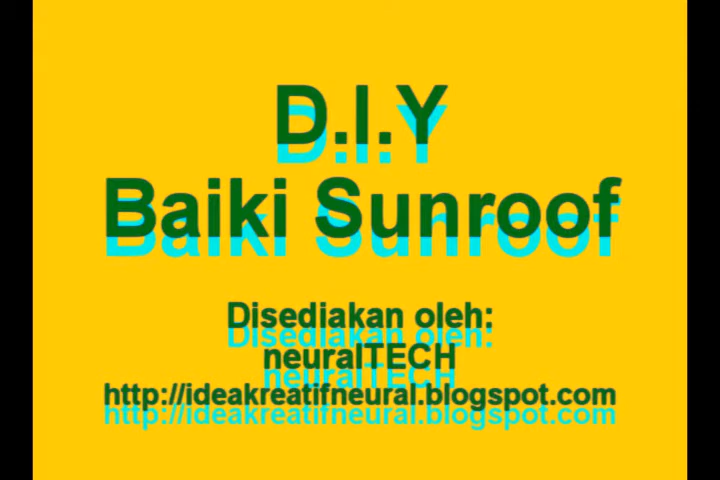 D.I.Y
Baiki Sunroof
Disediakan oleh:
neuralTECH
http://ideakreatifneural.blogspot.com